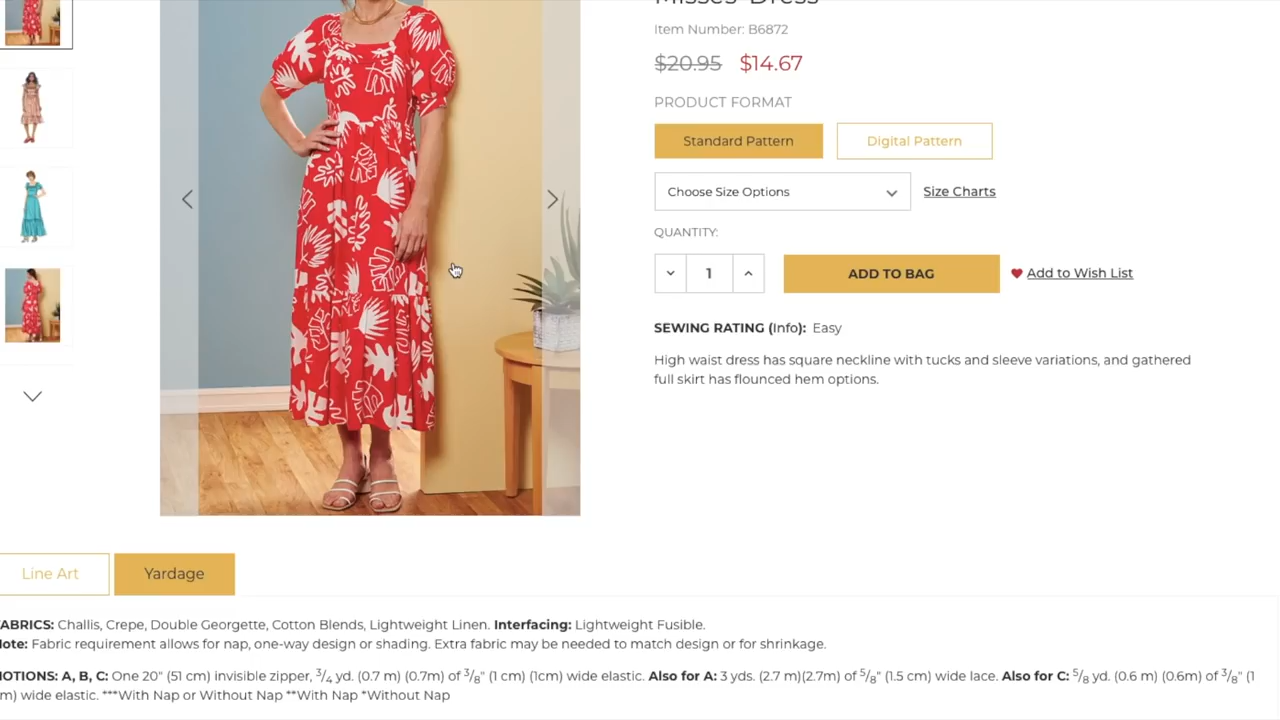 Misses' Dress
Item Number: B6872
$20.95 $14.67
PRODUCT FORMAT
Standard Pattern Digital Pattern
Choose Size Options Size Charts
QUANTITY:
1 ADD TO BAG Add to Wish List
SEWING RATING (Info): Easy
High waist dress has square neckline with tucks and sleeve variations, and gathered
full skirt has flounced hem options.
Line Art Yardage
ABRICS: Challis, Crepe, Double Georgette, Cotton Blends, Lightweight Linen. Interfacing: Lightweight Fusible.
lote: Fabric requirement allows for nap, one-way design or shading. Extra fabric may be needed to match design or for shrinkage.
IOTIONS: A, B, C: One 20" (51 cm) invisible zipper, 3/4 yd. (0.7 m) (0.7m) of 3/8" (1 cm) (1cm) wide elastic. Also for A: 3 yds. (2.7 m)(2.7m) of 5/8" (1.5 cm) wide lace. Also for C: 5/8 yd. (0.6 m) (0.6m) of 3/8" (1
m) wide elastic. ***With Nap or Without Nap **With Nap *Without Nap